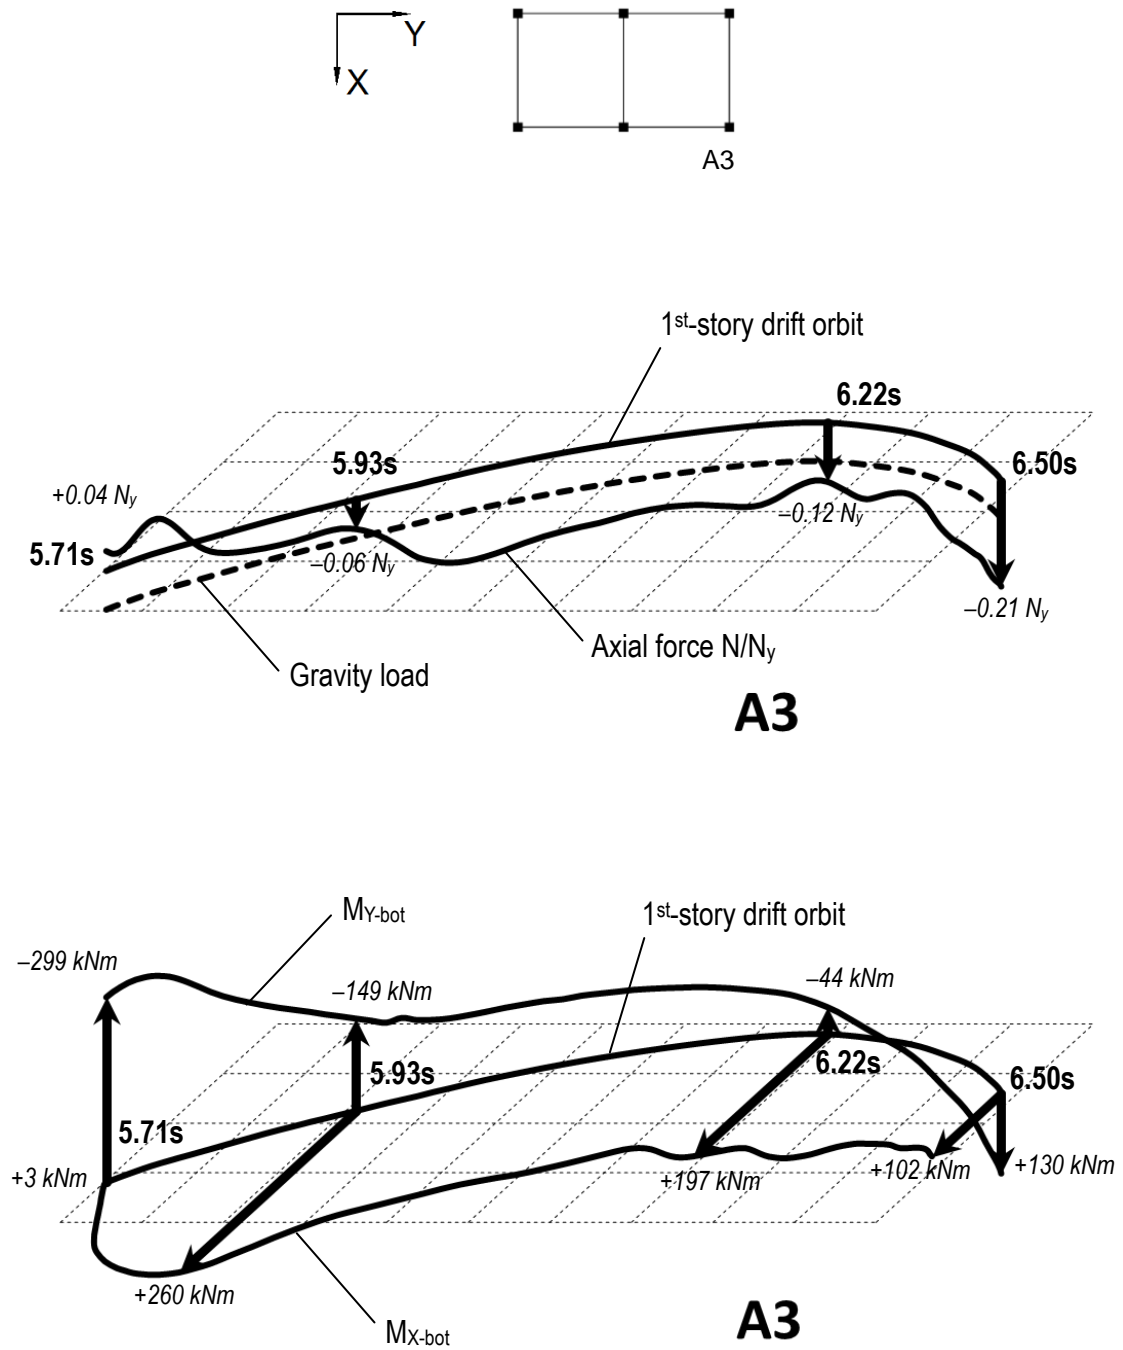 Y
X
A3
1st-story drift orbit
6.22s
5.93s
6.50s
+0.04 Ny
5.71s
–0.12 Ny
–0.06 Ny
–0.21 Ny
Axial force N/Ny
Gravity load
A3
MY-bot
1st-story drift orbit
–299 kNm
–149 kNm
–44 kNm
5.93s
6.22s
6.50s
5.71s
+3 kNm
+197 kNm
+102 kNm
+130 kNm
+260 kNm
MX-bot
A3